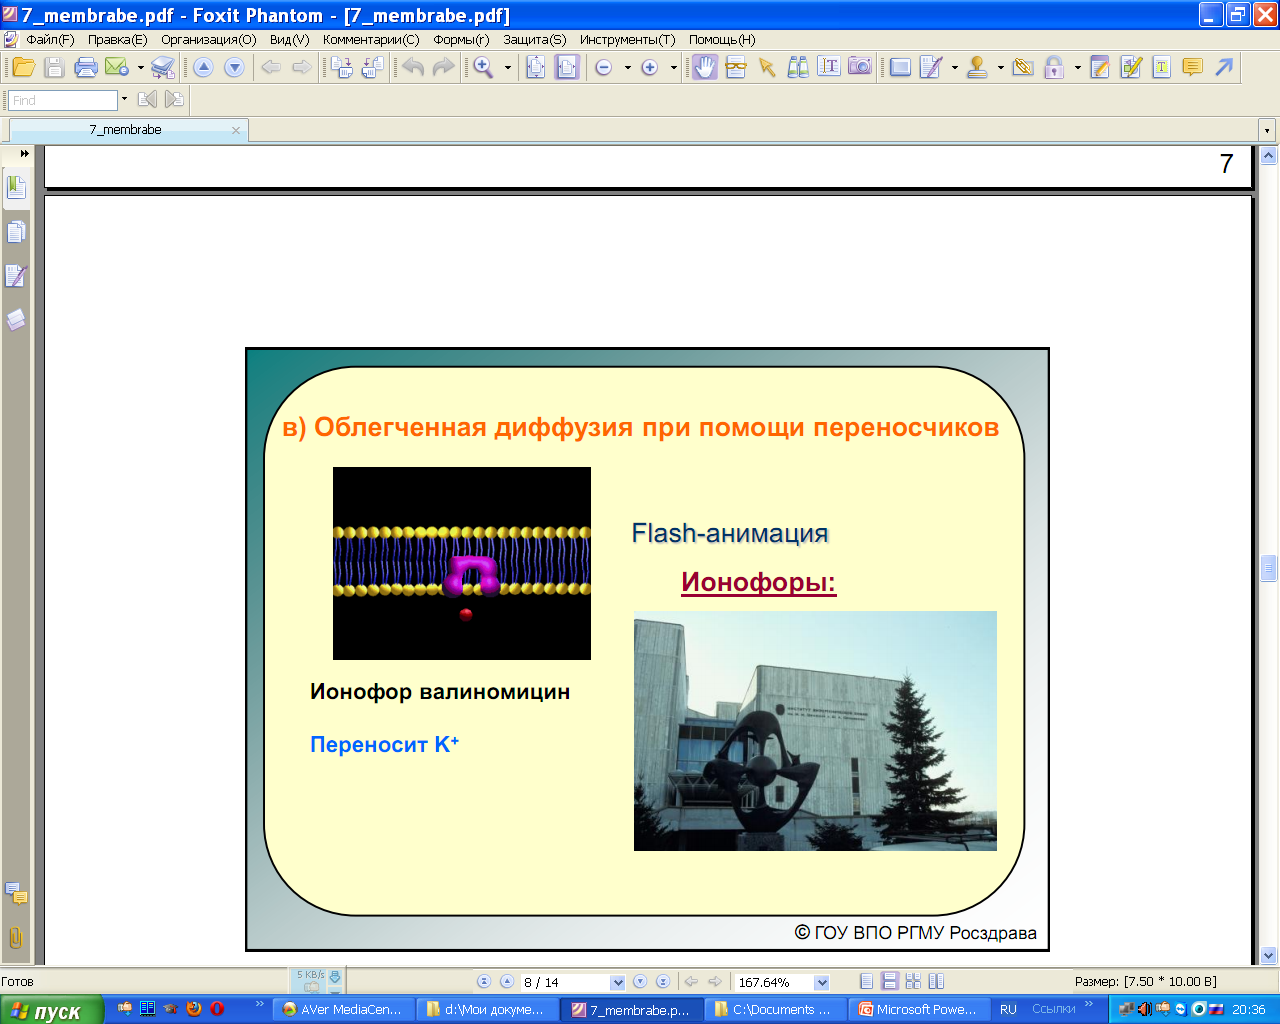 7_membrabe.pdf - Foxit Phantom - [7_membrabe.pdf]
Файл(F) Правка(E) Организация(O) Вид(V) Комментарии(C) Формы(r) Защита(S) Инструменты(T) Помощь(H)
Find
7_membrabe
7
в) Облегченная диффузия при помощи переносчиков
Flash-анимация
Ионофоры:
Ионофор валиномицин
Переносит K⁺
© ГОУ ВПО РГМУ Росздрава
Готов 5 KB/s 8 / 14 167.64% Размер: [7.50 * 10.00 В]
пуск AVer MediaCen... d:\Мои докуме... 7_membrabe.p... C:\Documents ... Microsoft Powe... RU Ссылки 20:36